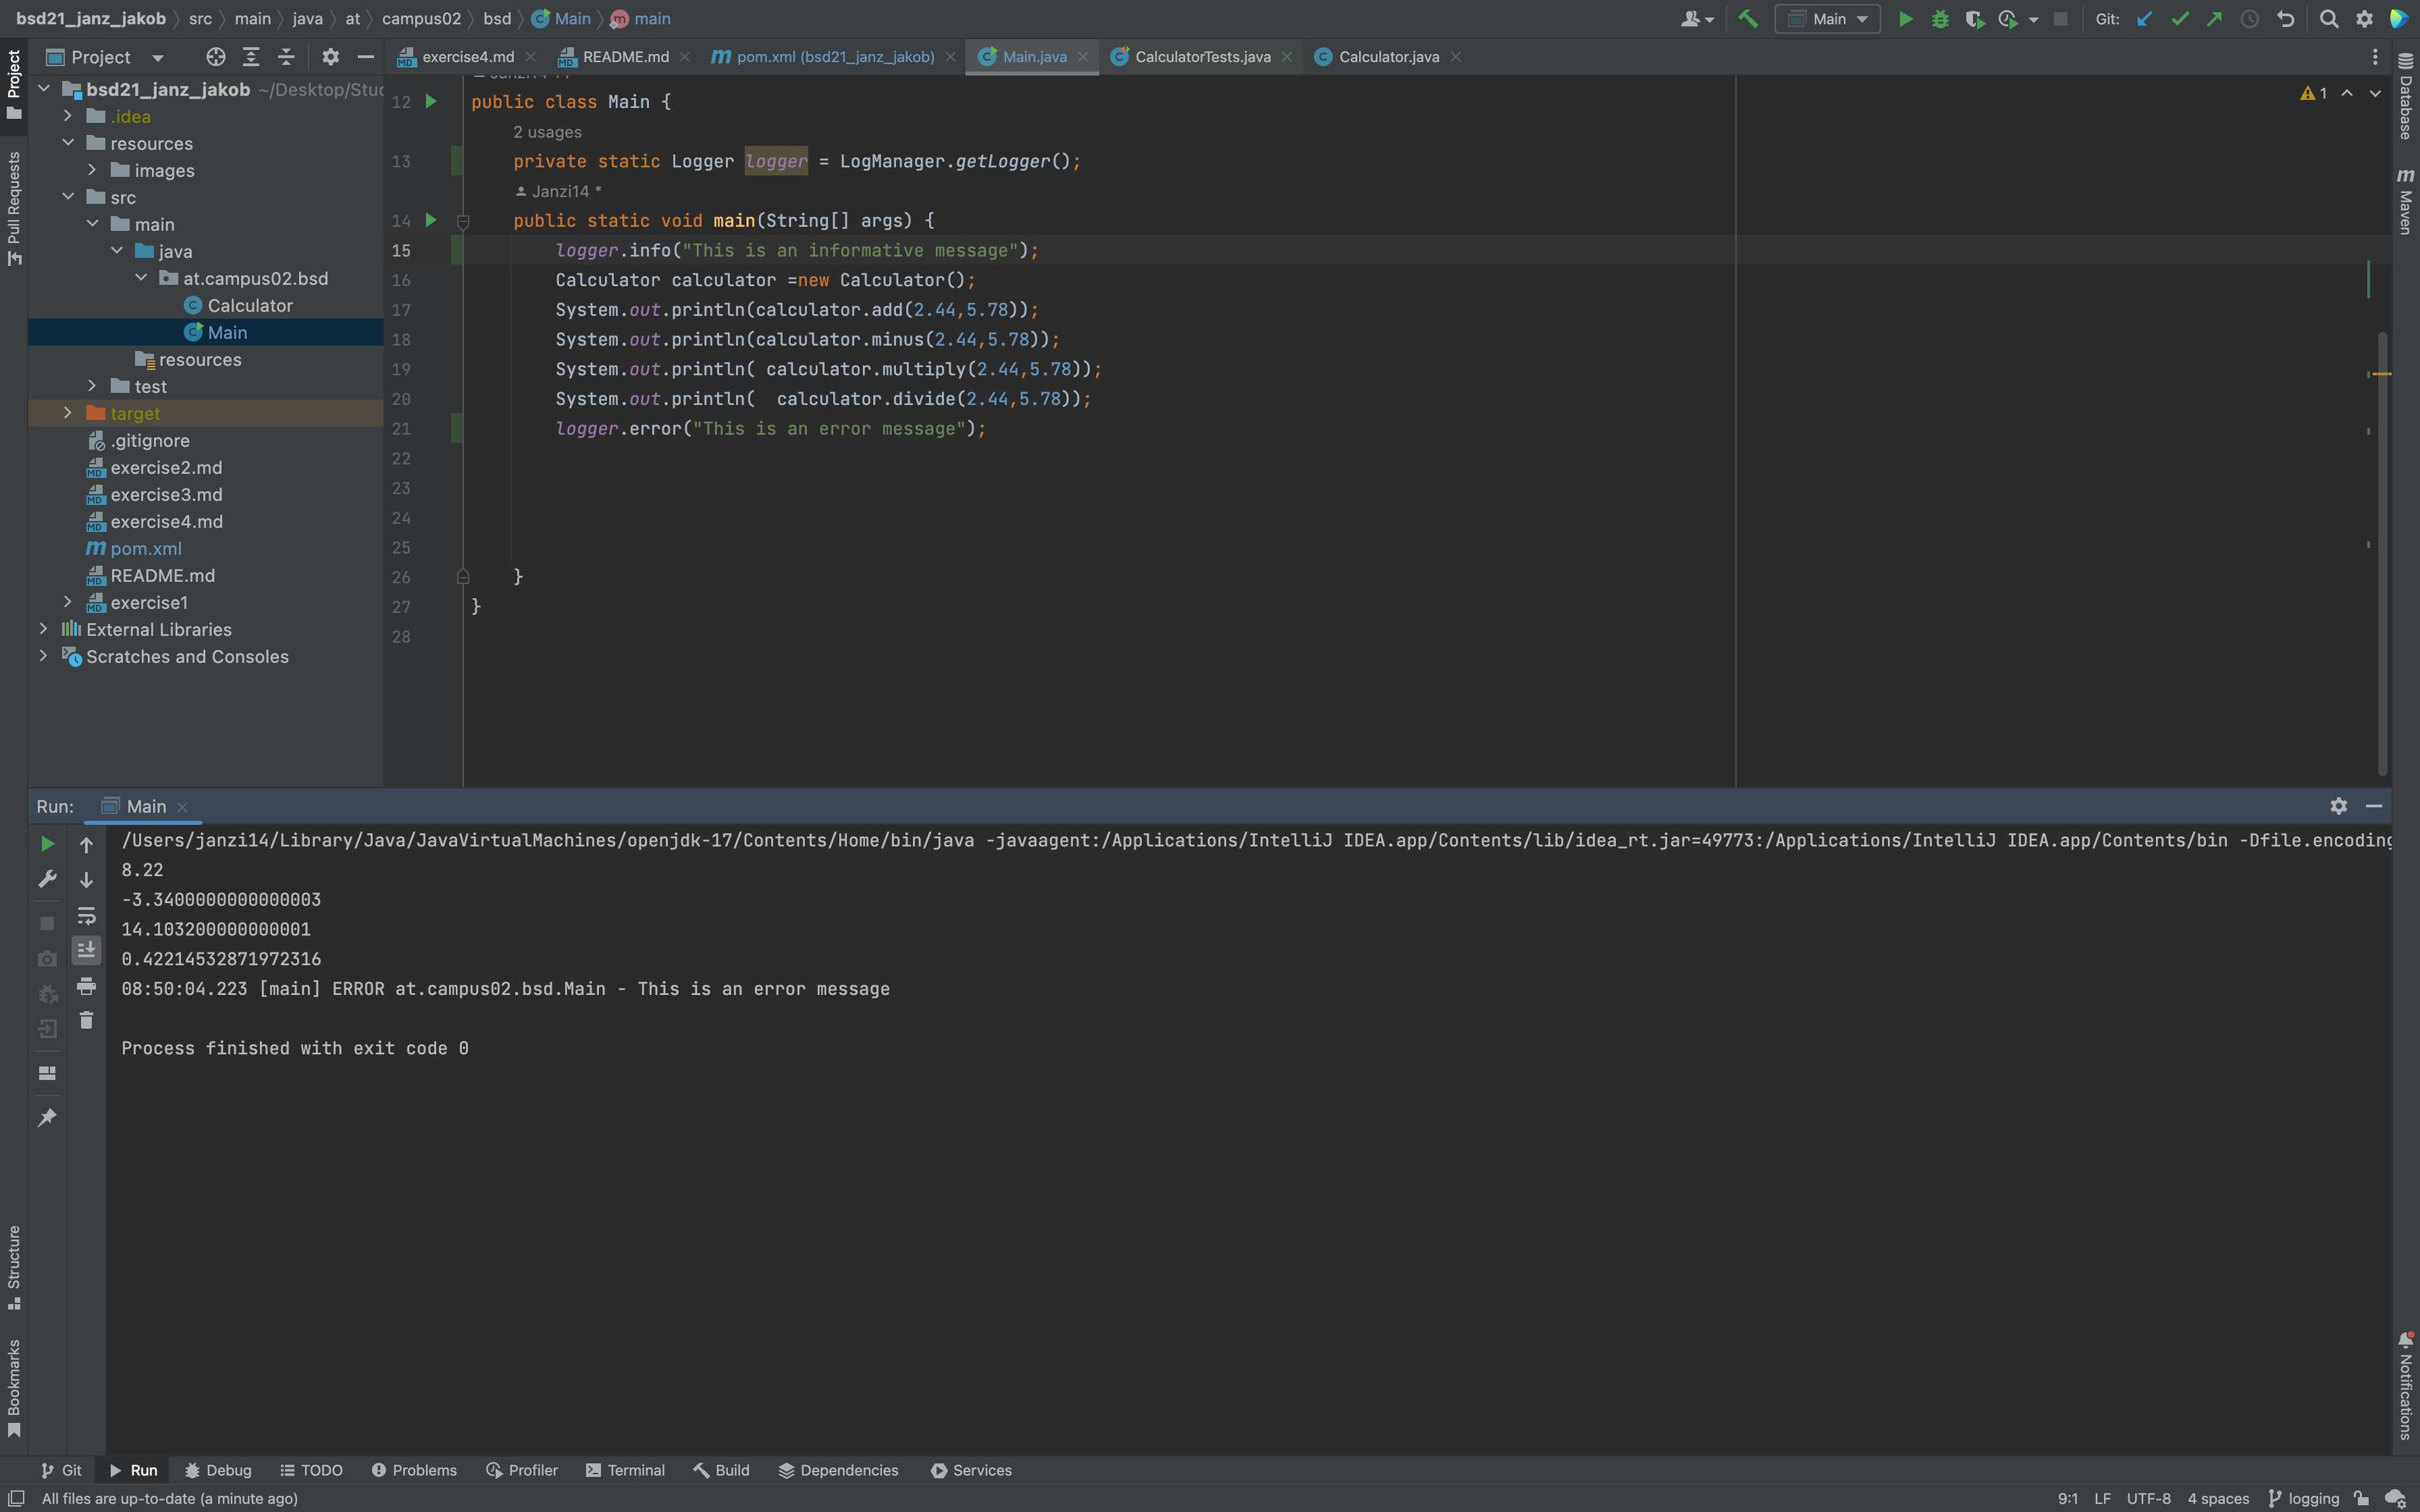 bsd21_janz_jakob src main java at campus02 bsd Main main
Main Git:
Project
exercise4.md README.md pom.xml (bsd21_janz_jakob) Main.java CalculatorTests.java Calculator.java
Project
Pull Requests
Structure
Bookmarks
bsd21_janz_jakob ~/Desktop/Stud
.idea
resources
images
src
main
java
at.campus02.bsd
Calculator
Main
resources
test
target
.gitignore
exercise2.md
exercise3.md
exercise4.md
pom.xml
README.md
exercise1
External Libraries
Scratches and Consoles
12 public class Main {
2 usages
13 private static Logger logger = LogManager.getLogger();
Janzi14 *
14 public static void main(String[] args) {
15 logger.info("This is an informative message");
16 Calculator calculator =new Calculator();
17 System.out.println(calculator.add(2.44,5.78));
18 System.out.println(calculator.minus(2.44,5.78));
19 System.out.println( calculator.multiply(2.44,5.78));
20 System.out.println(  calculator.divide(2.44,5.78));
21 logger.error("This is an error message");
22
23
24
25
26 }
27 }
28
1
Database
Maven
Notifications
Run: Main
/Users/janzi14/Library/Java/JavaVirtualMachines/openjdk-17/Contents/Home/bin/java -javaagent:/Applications/IntelliJ IDEA.app/Contents/lib/idea_rt.jar=49773:/Applications/IntelliJ IDEA.app/Contents/bin -Dfile.encoding
8.22
-3.3400000000000003
14.103200000000001
0.42214532871972316
08:50:04.223 [main] ERROR at.campus02.bsd.Main - This is an error message
Process finished with exit code 0
Git Run Debug TODO Problems Profiler Terminal Build Dependencies Services
All files are up-to-date (a minute ago)
9:1 LF UTF-8 4 spaces logging